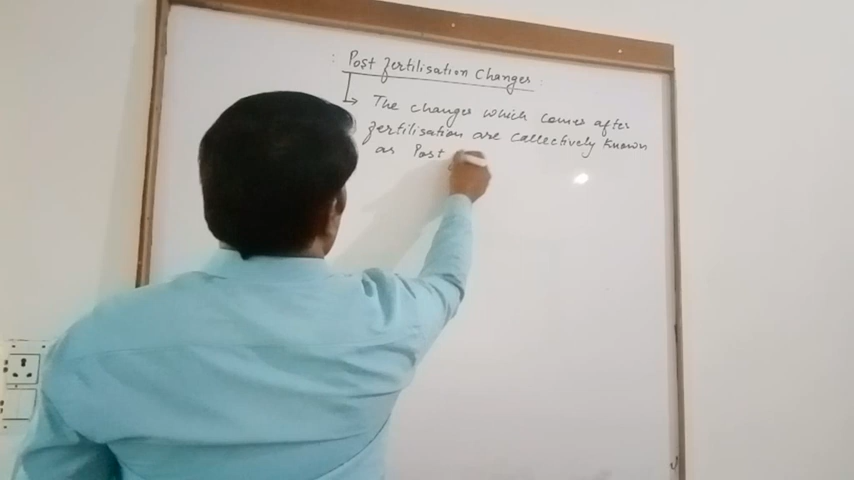 : Post fertilisation Changes :
→ The changes which comes after
fertilisation are collectively known
as Post